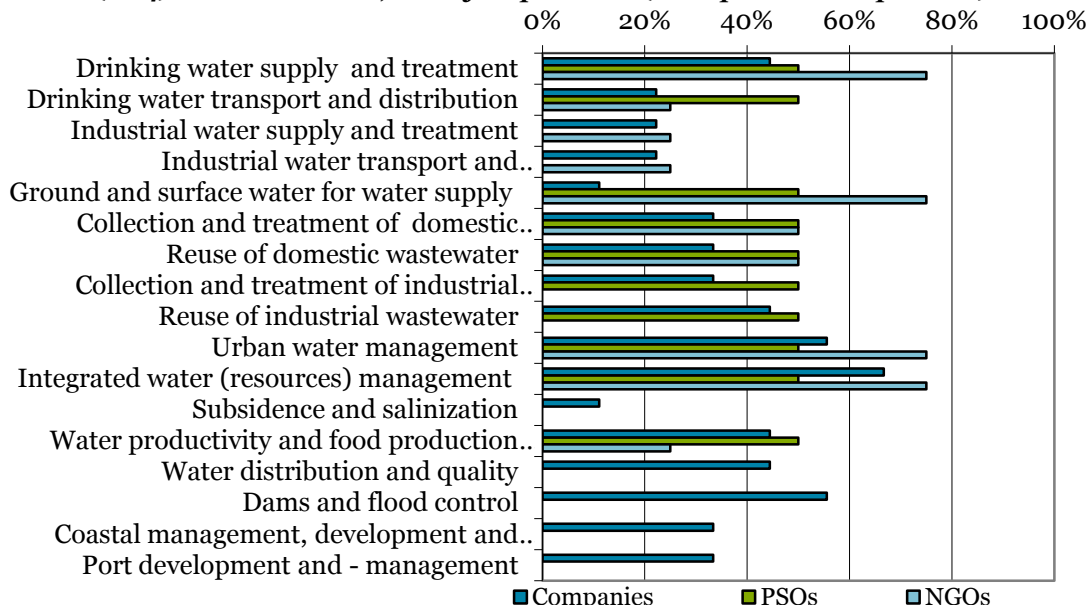 0% 20% 40% 60% 80% 100%
Drinking water supply and treatment
Drinking water transport and distribution
Industrial water supply and treatment
Industrial water transport and..
Ground and surface water for water supply
Collection and treatment of domestic..
Reuse of domestic wastewater
Collection and treatment of industrial..
Reuse of industrial wastewater
Urban water management
Integrated water (resources) management
Subsidence and salinization
Water productivity and food production..
Water distribution and quality
Dams and flood control
Coastal management, development and..
Port development and - management
Companies PSOs NGOs